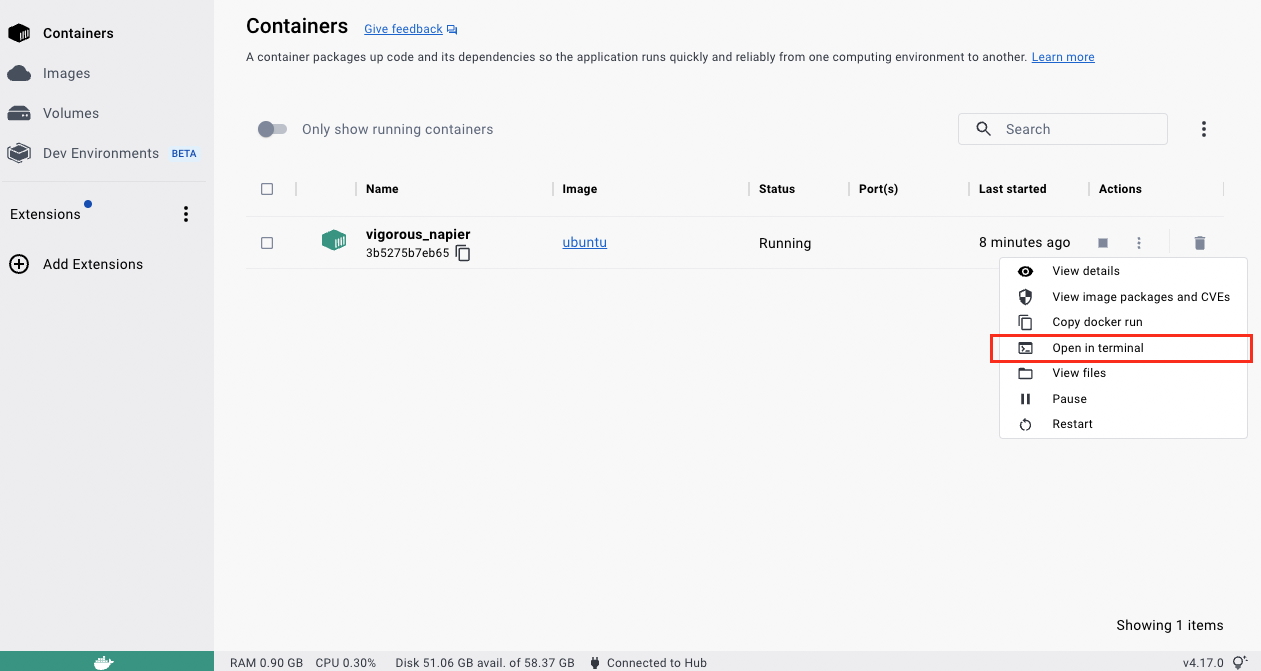 Containers
Images
Volumes
Dev Environments BETA
Extensions
Add Extensions
Containers Give feedback
A container packages up code and its dependencies so the application runs quickly and reliably from one computing environment to another. Learn more
Only show running containers
Search
Name Image Status Port(s) Last started Actions
vigorous_napier
3b5275b7eb65
ubuntu
Running
8 minutes ago
View details
View image packages and CVEs
Copy docker run
Open in terminal
View files
Pause
Restart
Showing 1 items
RAM 0.90 GB CPU 0.30% Disk 51.06 GB avail. of 58.37 GB Connected to Hub v4.17.0